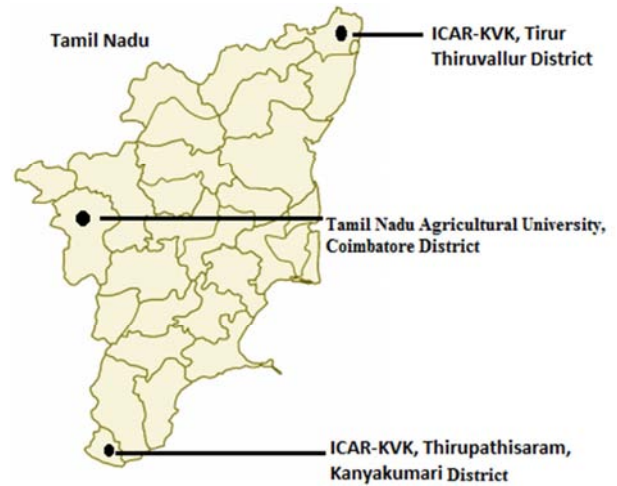 Tamil Nadu
ICAR-KVK, Tirur
Thiruvallur District
Tamil Nadu Agricultural University,
Coimbatore District
ICAR-KVK, Thirupathisaram,
Kanyakumari District